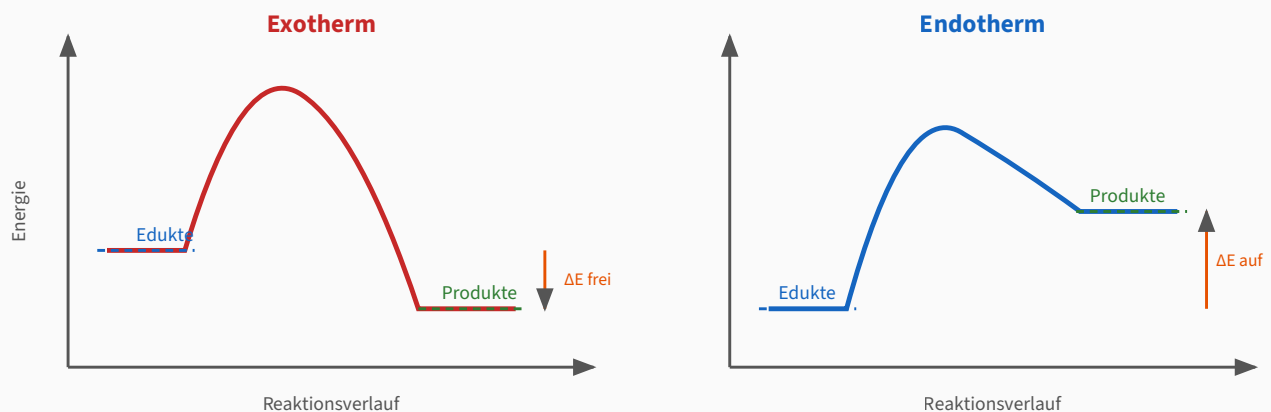 Exotherm
Energie
Edukte
Produkte
ΔE frei
Reaktionsverlauf
Endotherm
Produkte
ΔE auf
Edukte
Reaktionsverlauf